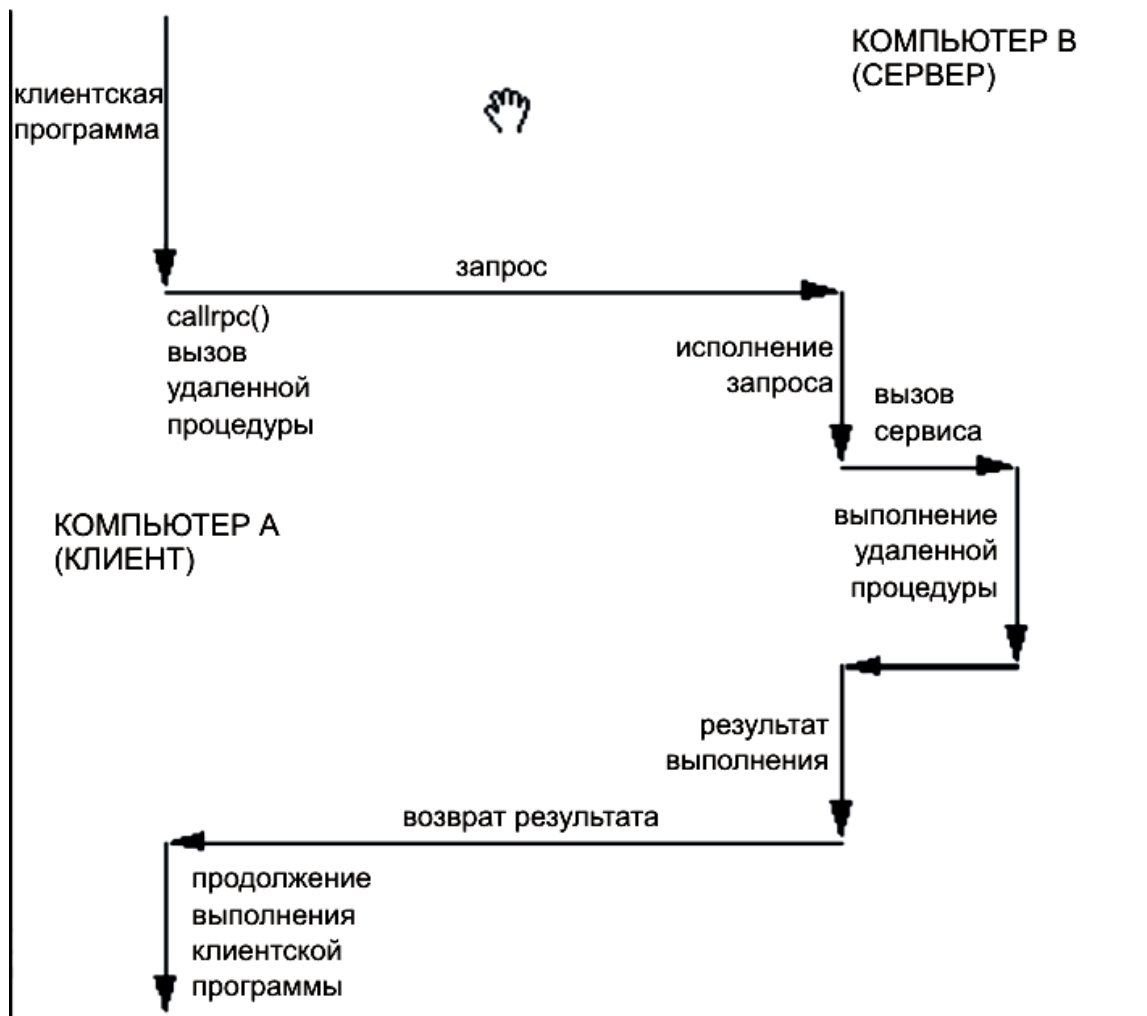 КОМПЬЮТЕР В
(СЕРВЕР)
клиентская
программа
запрос
callrpc()
вызов
удаленной
процедуры
исполнение
запроса
вызов
сервиса
КОМПЬЮТЕР А
(КЛИЕНТ)
выполнение
удаленной
процедуры
результат
выполнения
возврат результата
продолжение
выполнения
клиентской
программы